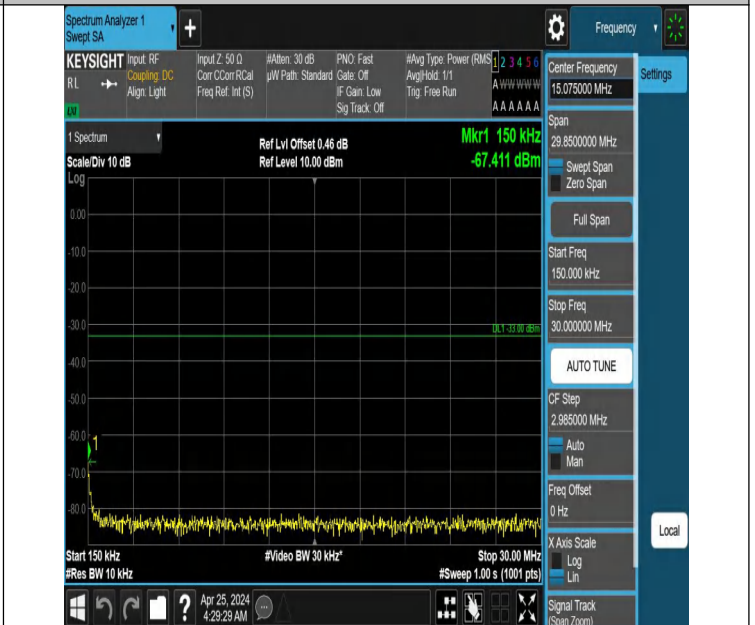 Spectrum Analyzer 1
Swept SA
+
Frequency
KEYSIGHT
RL
LXI
Input: RF
Coupling: DC
Align: Light
Input Z: 50 Ω
Corr CCorr RCal
Freq Ref: Int (S)
#Atten: 30 dB
µW Path: Standard
PNO: Fast
Gate: Off
IF Gain: Low
Sig Track: Off
#Avg Type: Power (RMS
Avg|Hold: 1/1
Trig: Free Run
1 2 3 4 5 6
A W W W W W
A A A A A A
1 Spectrum
Scale/Div 10 dB
Log
Ref Lvl Offset 0.46 dB
Ref Level 10.00 dBm
Mkr1 150 kHz
-67.411 dBm
0.00
-10.0
-20.0
-30.0
-40.0
-50.0
-60.0
-70.0
-80.0
DL1 -33.00 dBm
1
Start 150 kHz
#Res BW 10 kHz
#Video BW 30 kHz*
Stop 30.00 MHz
#Sweep 1.00 s (1001 pts)
Center Frequency
15.075000 MHz
Settings
Span
29.8500000 MHz
Swept Span
Zero Span
Full Span
Start Freq
150.000 kHz
Stop Freq
30.000000 MHz
AUTO TUNE
CF Step
2.985000 MHz
Auto
Man
Freq Offset
0 Hz
X Axis Scale
Log
Lin
Local
Signal Track
(Span Zoom)
?
Apr 25, 2024
4:29:29 AM